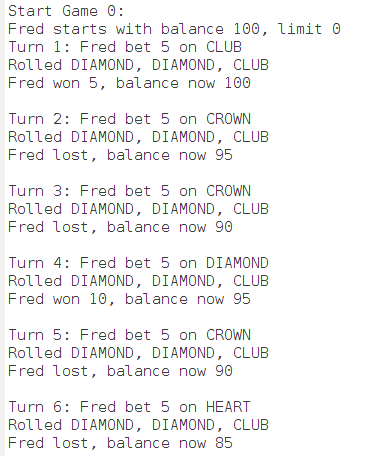 Start Game 0:
Fred starts with balance 100, limit 0
Turn 1: Fred bet 5 on CLUB
Rolled DIAMOND, DIAMOND, CLUB
Fred won 5, balance now 100
Turn 2: Fred bet 5 on CROWN
Rolled DIAMOND, DIAMOND, CLUB
Fred lost, balance now 95
Turn 3: Fred bet 5 on CROWN
Rolled DIAMOND, DIAMOND, CLUB
Fred lost, balance now 90
Turn 4: Fred bet 5 on DIAMOND
Rolled DIAMOND, DIAMOND, CLUB
Fred won 10, balance now 95
Turn 5: Fred bet 5 on CROWN
Rolled DIAMOND, DIAMOND, CLUB
Fred lost, balance now 90
Turn 6: Fred bet 5 on HEART
Rolled DIAMOND, DIAMOND, CLUB
Fred lost, balance now 85